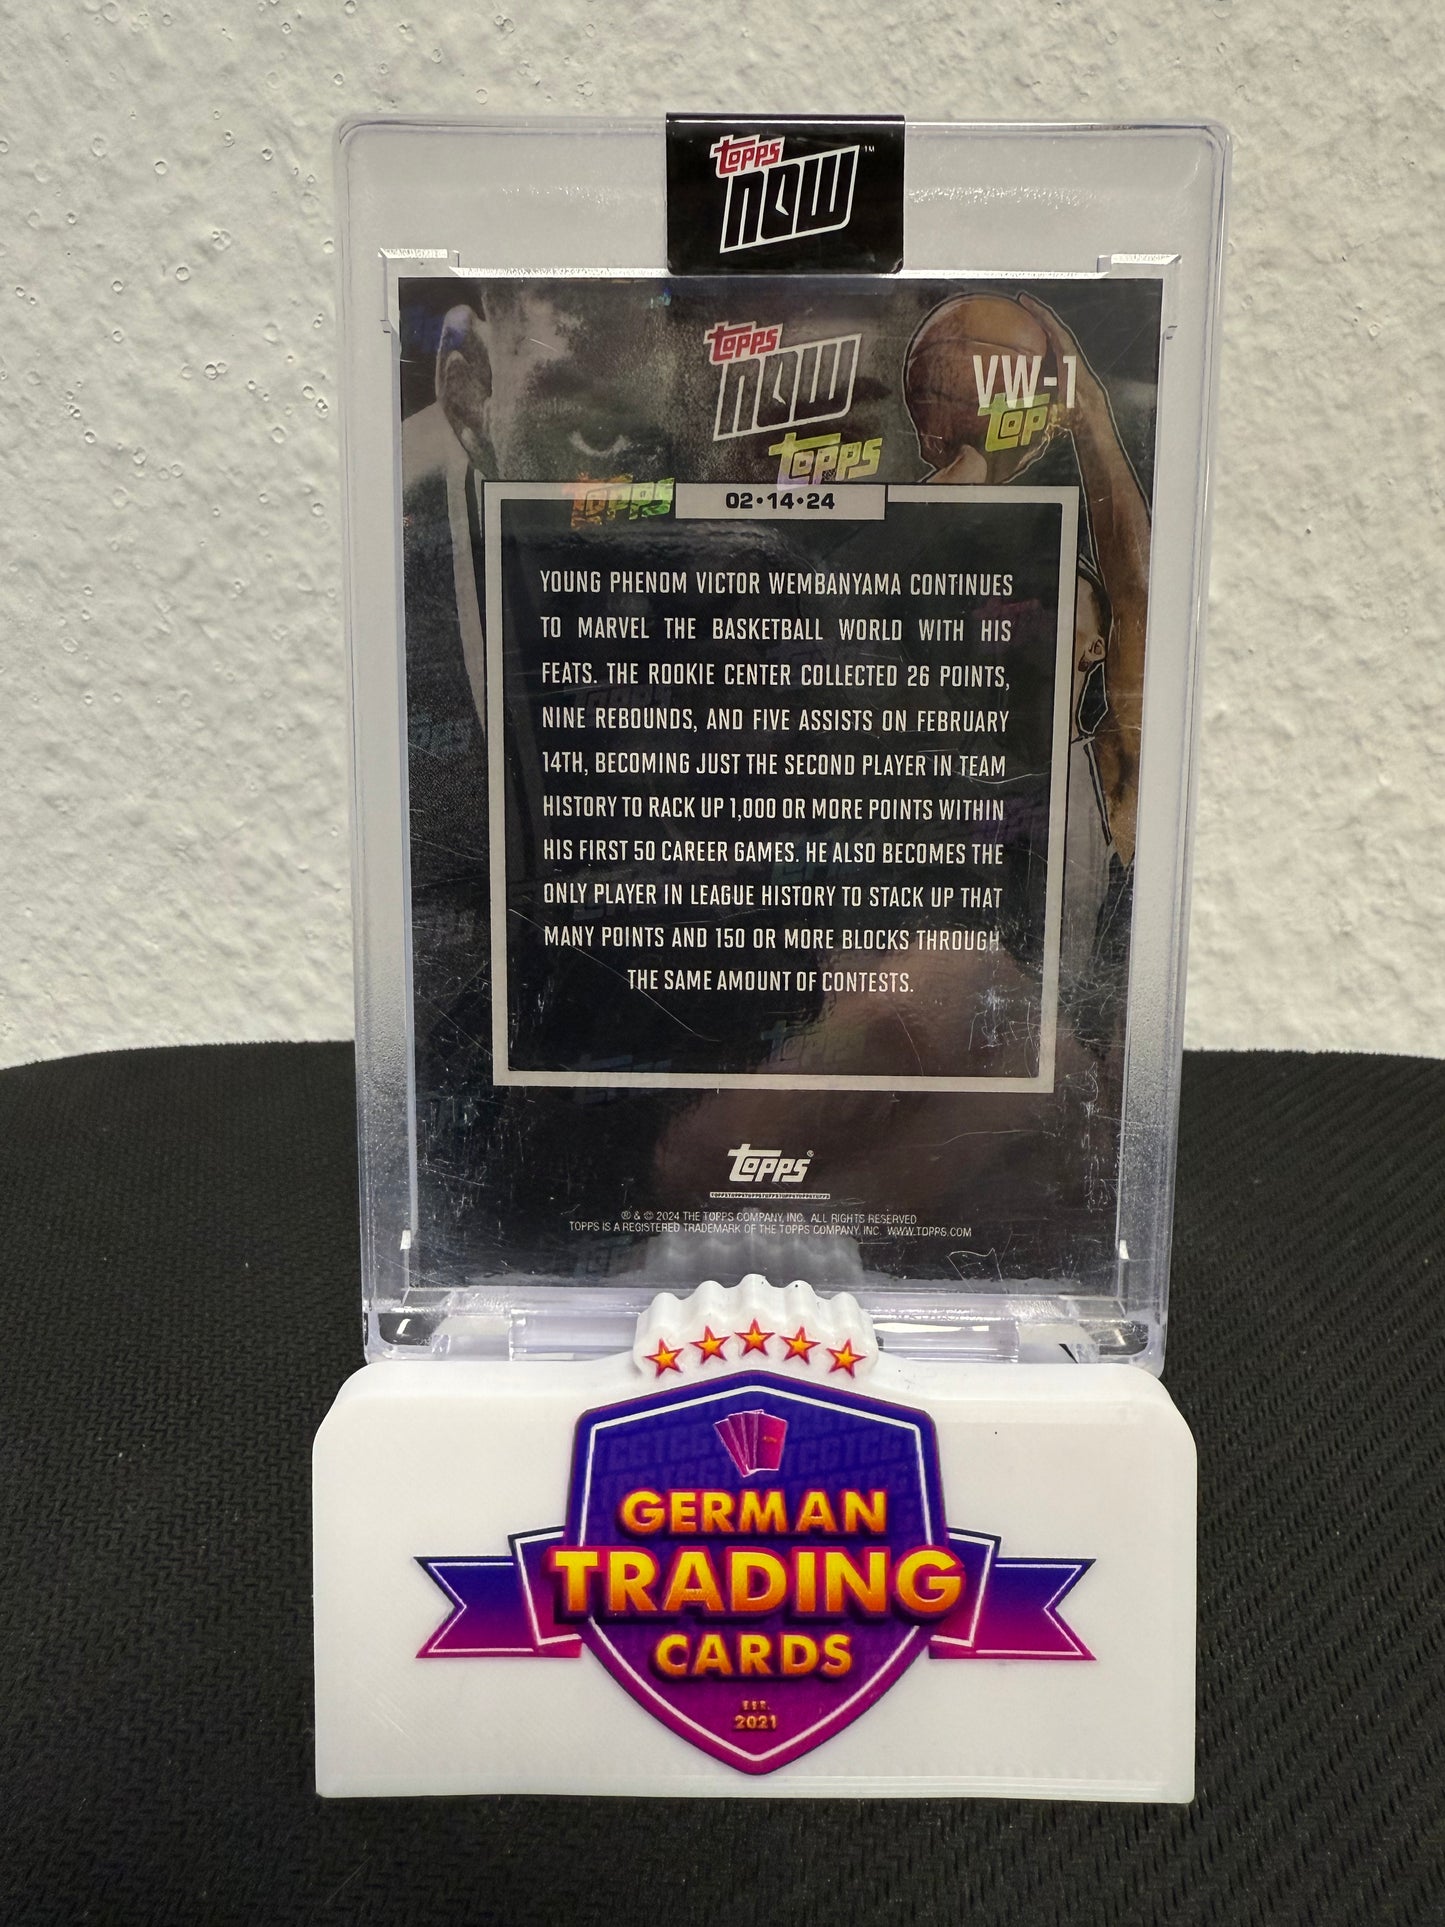 topps NOW™
topps NOW
VW-1
topps
top
topps
02•14•24
YOUNG PHENOM VICTOR WEMBANYAMA CONTINUES
TO MARVEL THE BASKETBALL WORLD WITH HIS
FEATS. THE ROOKIE CENTER COLLECTED 26 POINTS,
NINE REBOUNDS, AND FIVE ASSISTS ON FEBRUARY
14TH, BECOMING JUST THE SECOND PLAYER IN TEAM
HISTORY TO RACK UP 1,000 OR MORE POINTS WITHIN
HIS FIRST 50 CAREER GAMES. HE ALSO BECOMES THE
ONLY PLAYER IN LEAGUE HISTORY TO STACK UP THAT
MANY POINTS AND 150 OR MORE BLOCKS THROUGH
THE SAME AMOUNT OF CONTESTS.
topps®
® & © 2024 THE TOPPS COMPANY, INC. ALL RIGHTS RESERVED
TOPPS IS A REGISTERED TRADEMARK OF THE TOPPS COMPANY, INC. WWW.TOPPS.COM
GERMAN
TRADING
CARDS
EST.
2021